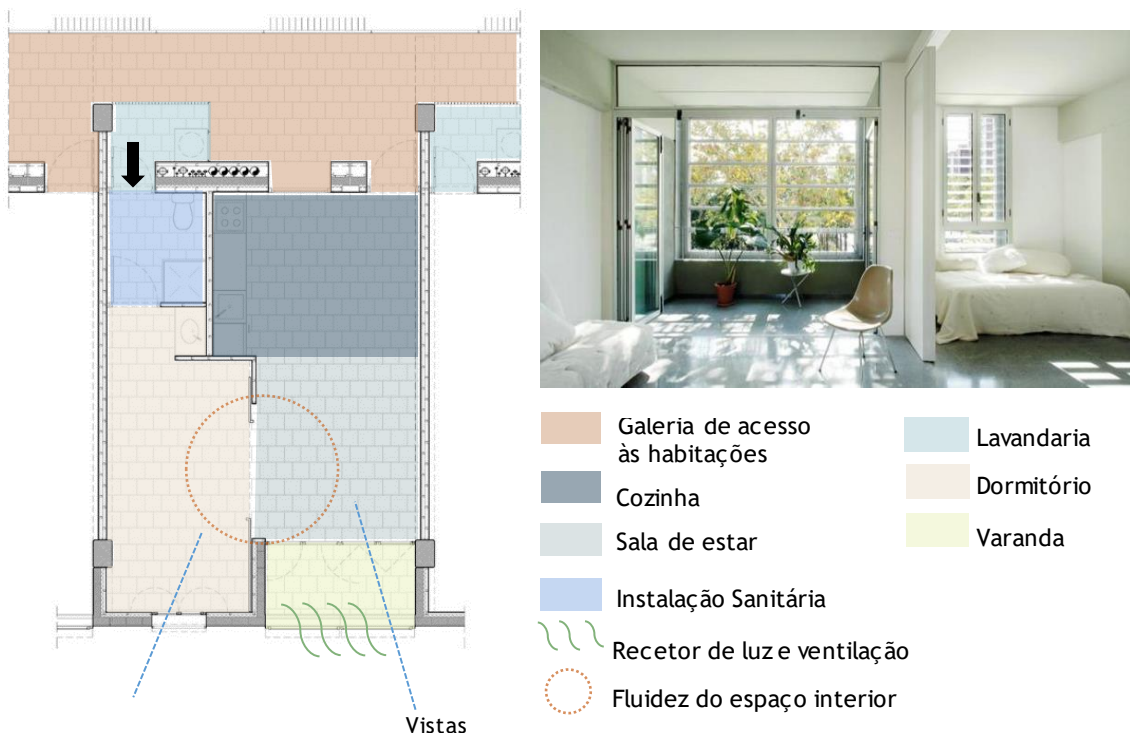 Galeria de acesso
às habitações
Cozinha
Sala de estar
Instalação Sanitária
Recetor de luz e ventilação
Fluidez do espaço interior
Lavandaria
Dormitório
Varanda
Vistas